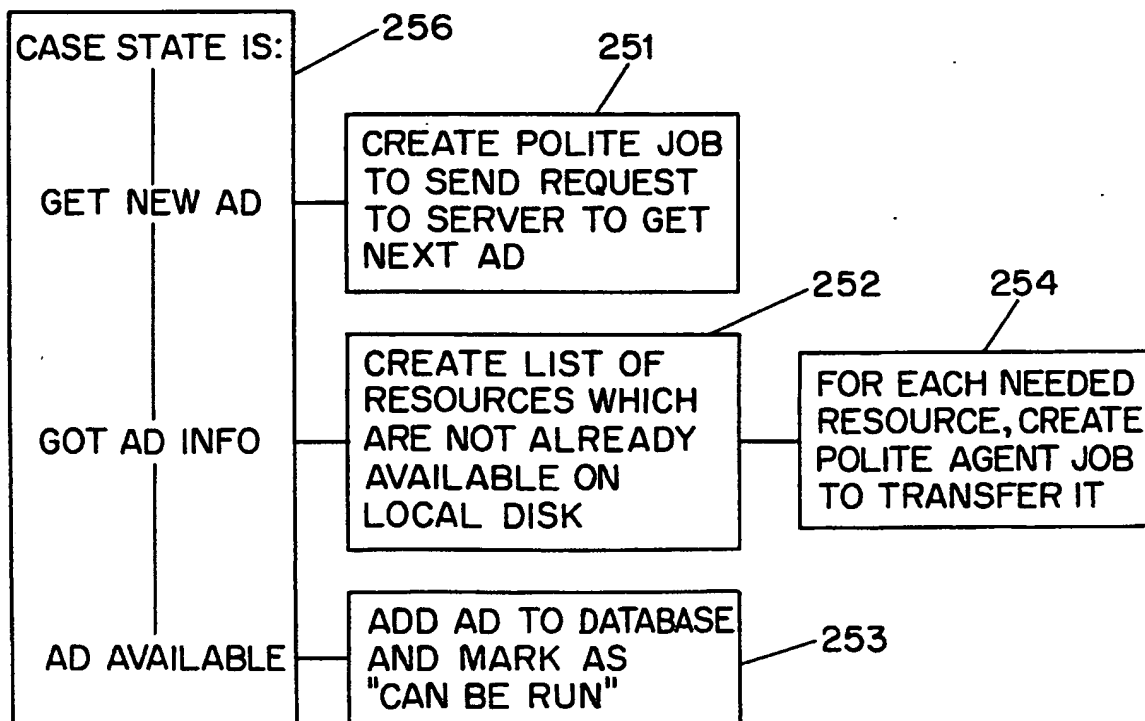 CASE STATE IS:
256
251
CREATE POLITE JOB
TO SEND REQUEST
TO SERVER TO GET
NEXT AD
GET NEW AD
252
254
CREATE LIST OF
RESOURCES WHICH
ARE NOT ALREADY
AVAILABLE ON
LOCAL DISK
FOR EACH NEEDED
RESOURCE, CREATE
POLITE AGENT JOB
TO TRANSFER IT
GOT AD INFO
ADD AD TO DATABASE
AND MARK AS
"CAN BE RUN"
253
AD AVAILABLE